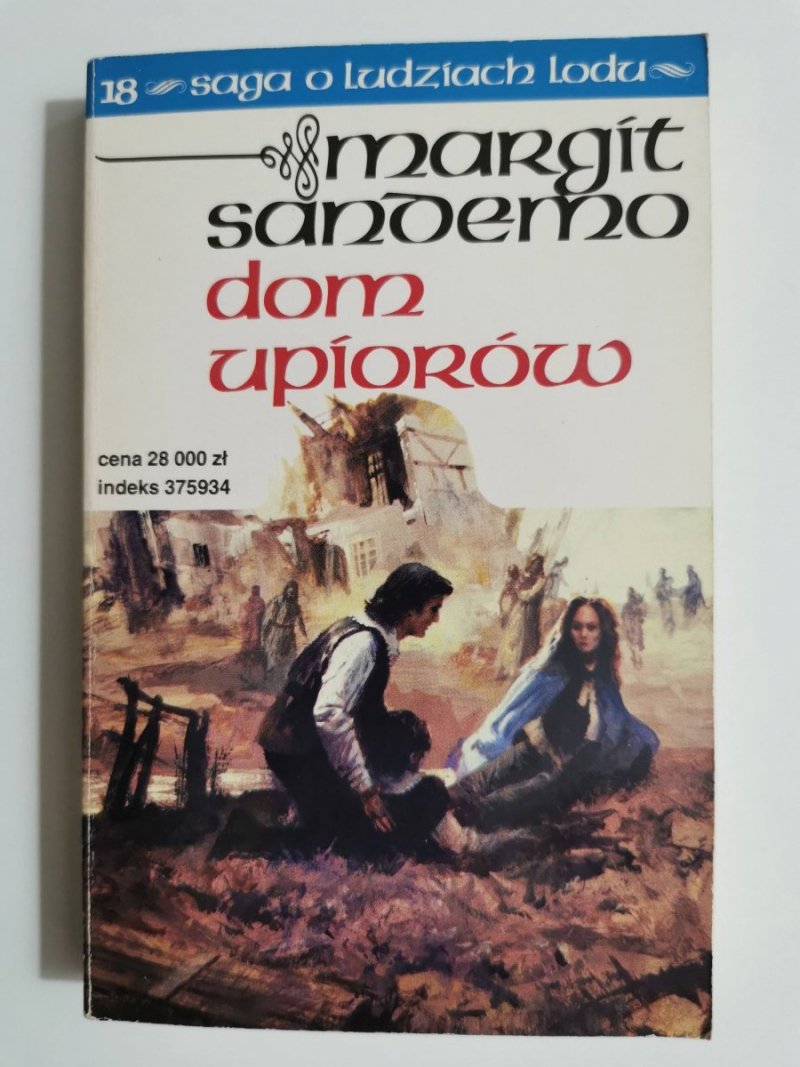 18 saga o ludziach lodu
margit
sandemo
dom
upiorów
cena 28 000 zł
indeks 375934